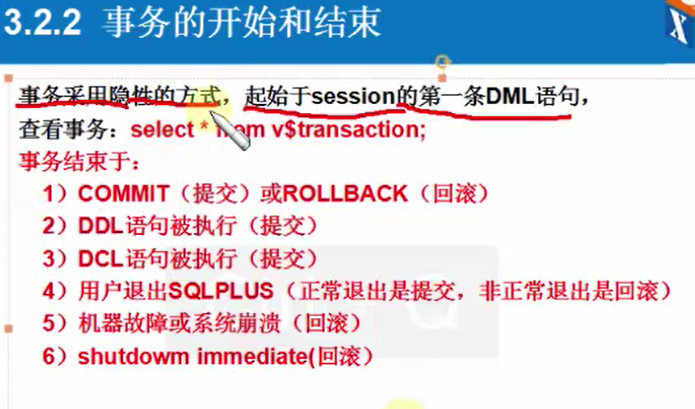 3.2.2 事务的开始和结束
X
事务采用隐性的方式，起始于session的第一条DML语句，
查看事务：select * from v$transaction;
事务结束于：
1）COMMIT（提交）或ROLLBACK（回滚）
2）DDL语句被执行（提交）
3）DCL语句被执行（提交）
4）用户退出SQLPLUS（正常退出是提交，非正常退出是回滚）
5）机器故障或系统崩溃（回滚）
6）shutdowm immediate(回滚）